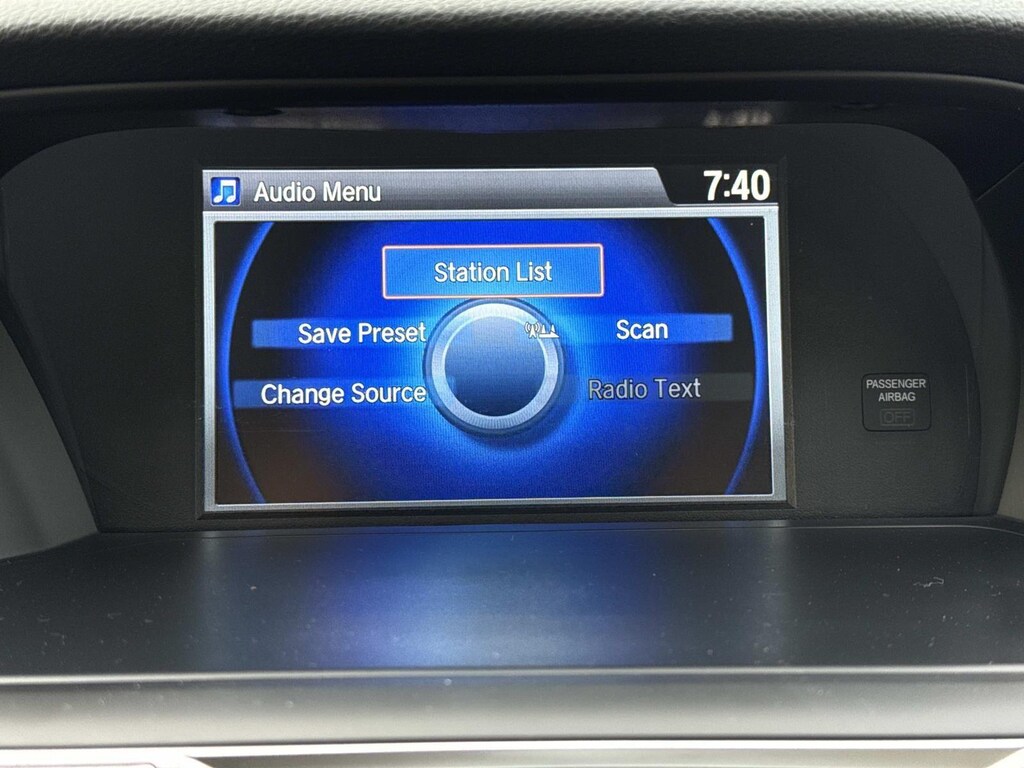 Audio Menu
7:40
Station List
Save Preset
Scan
Change Source
Radio Text
PASSENGER
AIRBAG
OFF